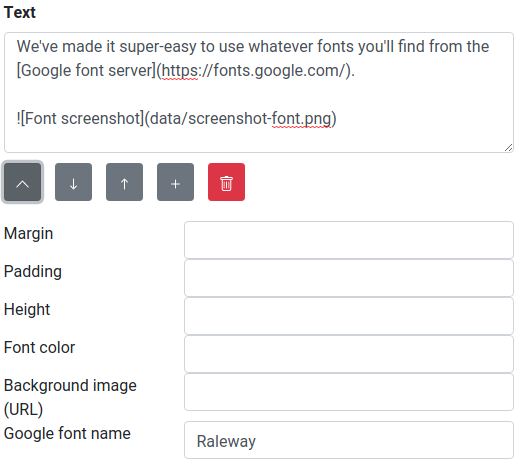 Text
We've made it super-easy to use whatever fonts you'll find from the
[Google font server](https://fonts.google.com/).
![Font screenshot](data/screenshot-font.png)
Margin
Padding
Height
Font color
Background image
(URL)
Google font name
Raleway